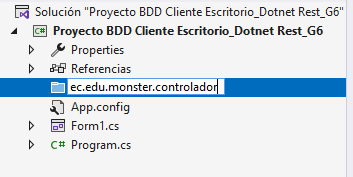 Solución "Proyecto BDD Cliente Escritorio_Dotnet Rest_G6"
Proyecto BDD Cliente Escritorio_Dotnet Rest_G6
Properties
Referencias
ec.edu.monster.controlador
App.config
Form1.cs
C# Program.cs